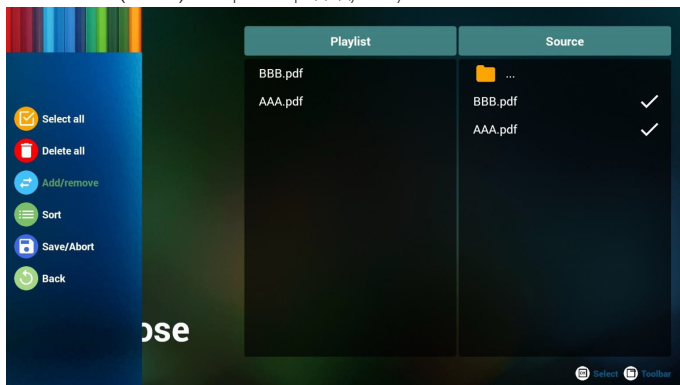 Playlist
Source
BBB.pdf
AAA.pdf
...
BBB.pdf
AAA.pdf
Select all
Delete all
Add/remove
Sort
Save/Abort
Back
ose
Select
Toolbar